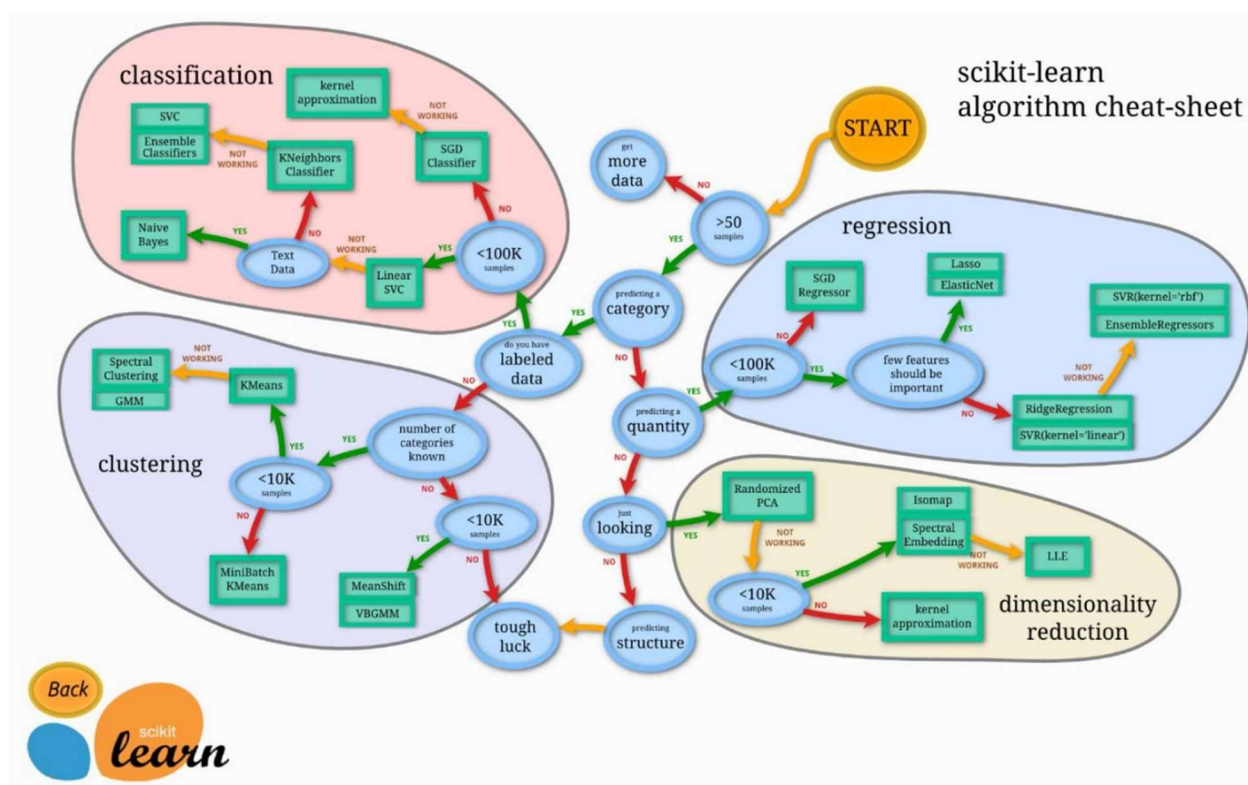 scikit-learn
algorithm cheat-sheet
START
>50
samples
NO
get
more
data
YES
predicting a
category
YES
NO
do you have
labeled
data
YES
NO
classification
<100K
samples
YES
NO
SGD
Classifier
NOT
WORKING
kernel
approximation
Linear
SVC
NOT
WORKING
Text
Data
YES
Naive
Bayes
NO
KNeighbors
Classifier
NOT
WORKING
SVC
Ensemble
Classifiers
clustering
number of
categories
known
YES
NO
<10K
samples
YES
KMeans
NOT
WORKING
Spectral
Clustering
GMM
NO
MiniBatch
KMeans
<10K
samples
YES
MeanShift
VBGMM
NO
tough
luck
predicting a
quantity
YES
NO
regression
<100K
samples
NO
SGD
Regressor
YES
few features
should be
important
YES
Lasso
ElasticNet
NO
RidgeRegression
SVR(kernel='linear')
NOT
WORKING
SVR(kernel='rbf')
EnsembleRegressors
just
looking
YES
NO
predicting
structure
dimensionality
reduction
Randomized
PCA
NOT
WORKING
<10K
samples
YES
Isomap
Spectral
Embedding
NOT
WORKING
LLE
NO
kernel
approximation
Back
scikit
learn